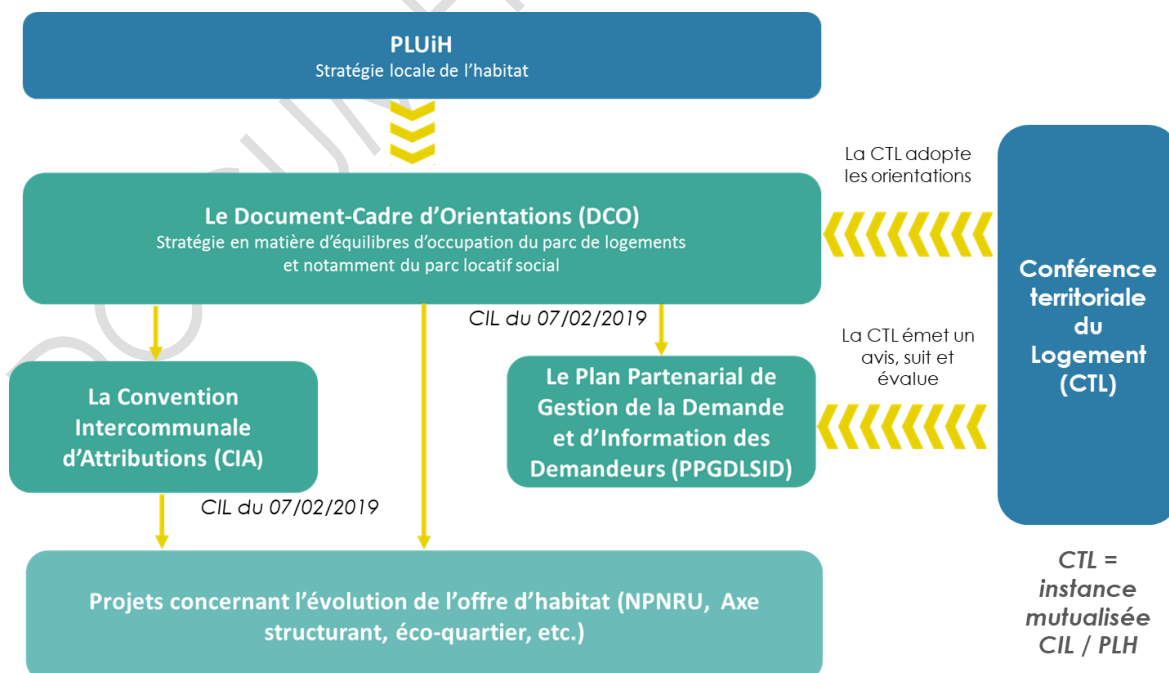 PLUiH
Stratégie locale de l'habitat
La CTL adopte
les orientations
Le Document-Cadre d'Orientations (DCO)
Stratégie en matière d'équilibres d'occupation du parc de logements
et notamment du parc locatif social
Conférence
territoriale
du
Logement
(CTL)
CIL du 07/02/2019
La CTL émet un
avis, suit et
évalue
La Convention
Intercommunale
d'Attributions (CIA)
Le Plan Partenarial de
Gestion de la Demande
et d'Information des
Demandeurs (PPGDLSID)
CIL du 07/02/2019
CTL =
instance
mutualisée
CIL / PLH
Projets concernant l'évolution de l'offre d'habitat (NPNRU, Axe
structurant, éco-quartier, etc.)